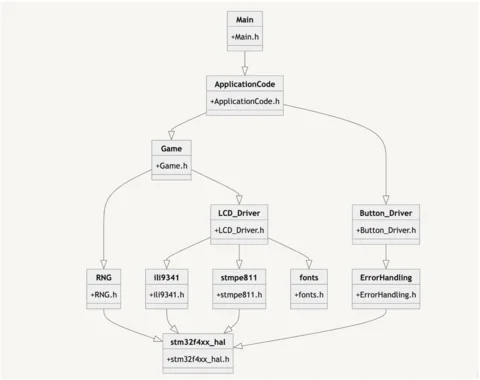 Main
+Main.h
ApplicationCode
+ApplicationCode.h
Game
+Game.h
LCD_Driver
+LCD_Driver.h
Button_Driver
+Button_Driver.h
RNG
+RNG.h
ili9341
+ili9341.h
stmpe811
+stmpe811.h
fonts
+fonts.h
ErrorHandling
+ErrorHandling.h
stm32f4xx_hal
+stm32f4xx_hal.h